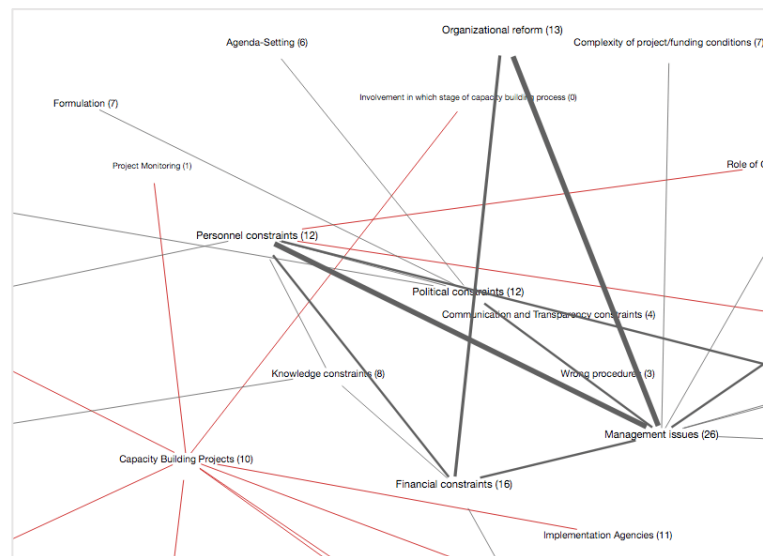 Organizational reform (13)
Agenda-Setting (6)
Complexity of project/funding conditions (7)
Involvement in which stage of capacity building process (0)
Formulation (7)
Project Monitoring (1)
Role of
Personnel constraints (12)
Political constraints (12)
Communication and Transparency constraints (4)
Knowledge constraints (8)
Wrong procedures (3)
Management issues (26)
Capacity Building Projects (10)
Financial constraints (16)
Implementation Agencies (11)